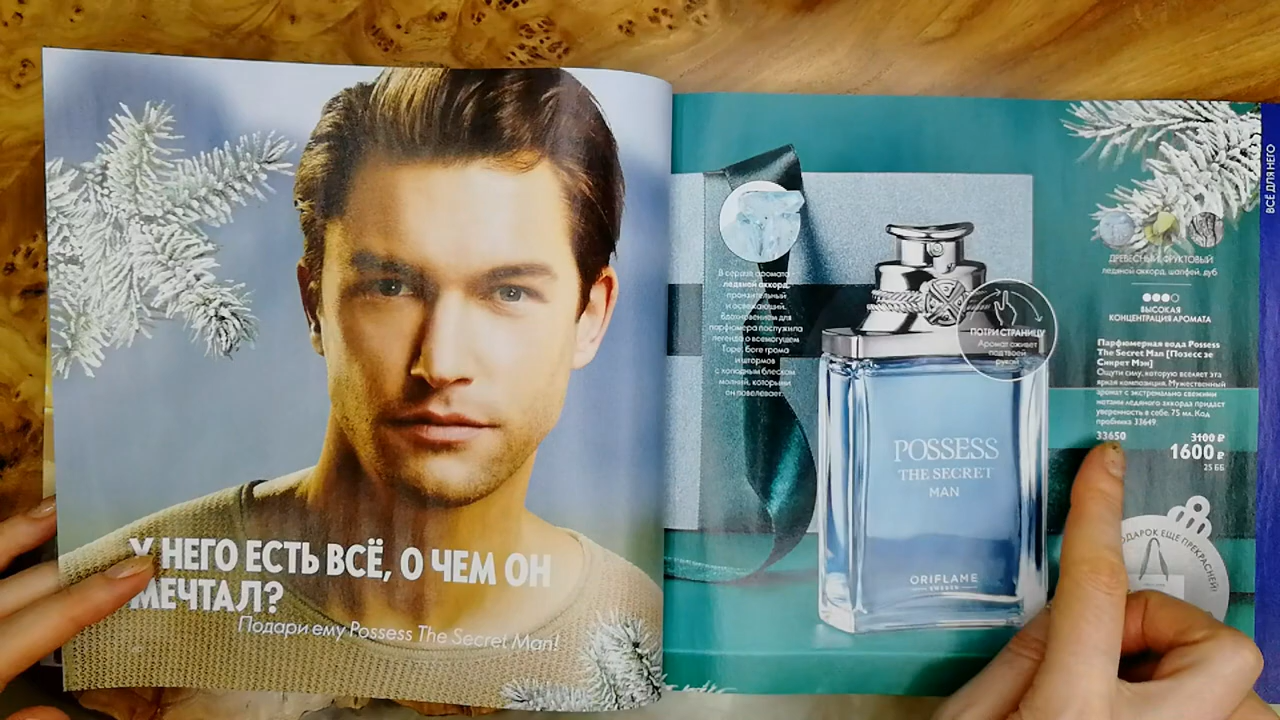 У НЕГО ЕСТЬ ВСЁ, О ЧЕМ ОН
МЕЧТАЛ?
Подари ему Possess The Secret Man!
В сердце аромата -
ледяной аккорд,
пронзительный
и освежающий.
Вдохновением для
парфюмера послужила
легенда о всемогущем
Торе, боге грома
и штормов
с холодным блеском
молний, которыми
он повелевает.
ПОТРИ СТРАНИЦУ
Аромат оживет
под твоей
рукой
POSSESS
THE SECRET
MAN
ORIFLAME
SWEDEN
ВСЁ ДЛЯ НЕГО
ДРЕВЕСНЫЙ, ФРУКТОВЫЙ
ледяной аккорд, шалфей, дуб
ВЫСОКАЯ
КОНЦЕНТРАЦИЯ АРОМАТА
Парфюмерная вода Possess
The Secret Man [Позесс зе
Сикрет Мэн]
Ощути силу, которую вселяет эта
яркая композиция. Мужественный
аромат с экстремально свежими
нотами ледяного аккорда придаст
уверенность в себе. 75 мл. Код
пробника 33649.
33650 3100 ₽
1600 ₽
25 ББ
ПОДАРОК ЕЩЕ ПРЕКРАСНЕЙ!